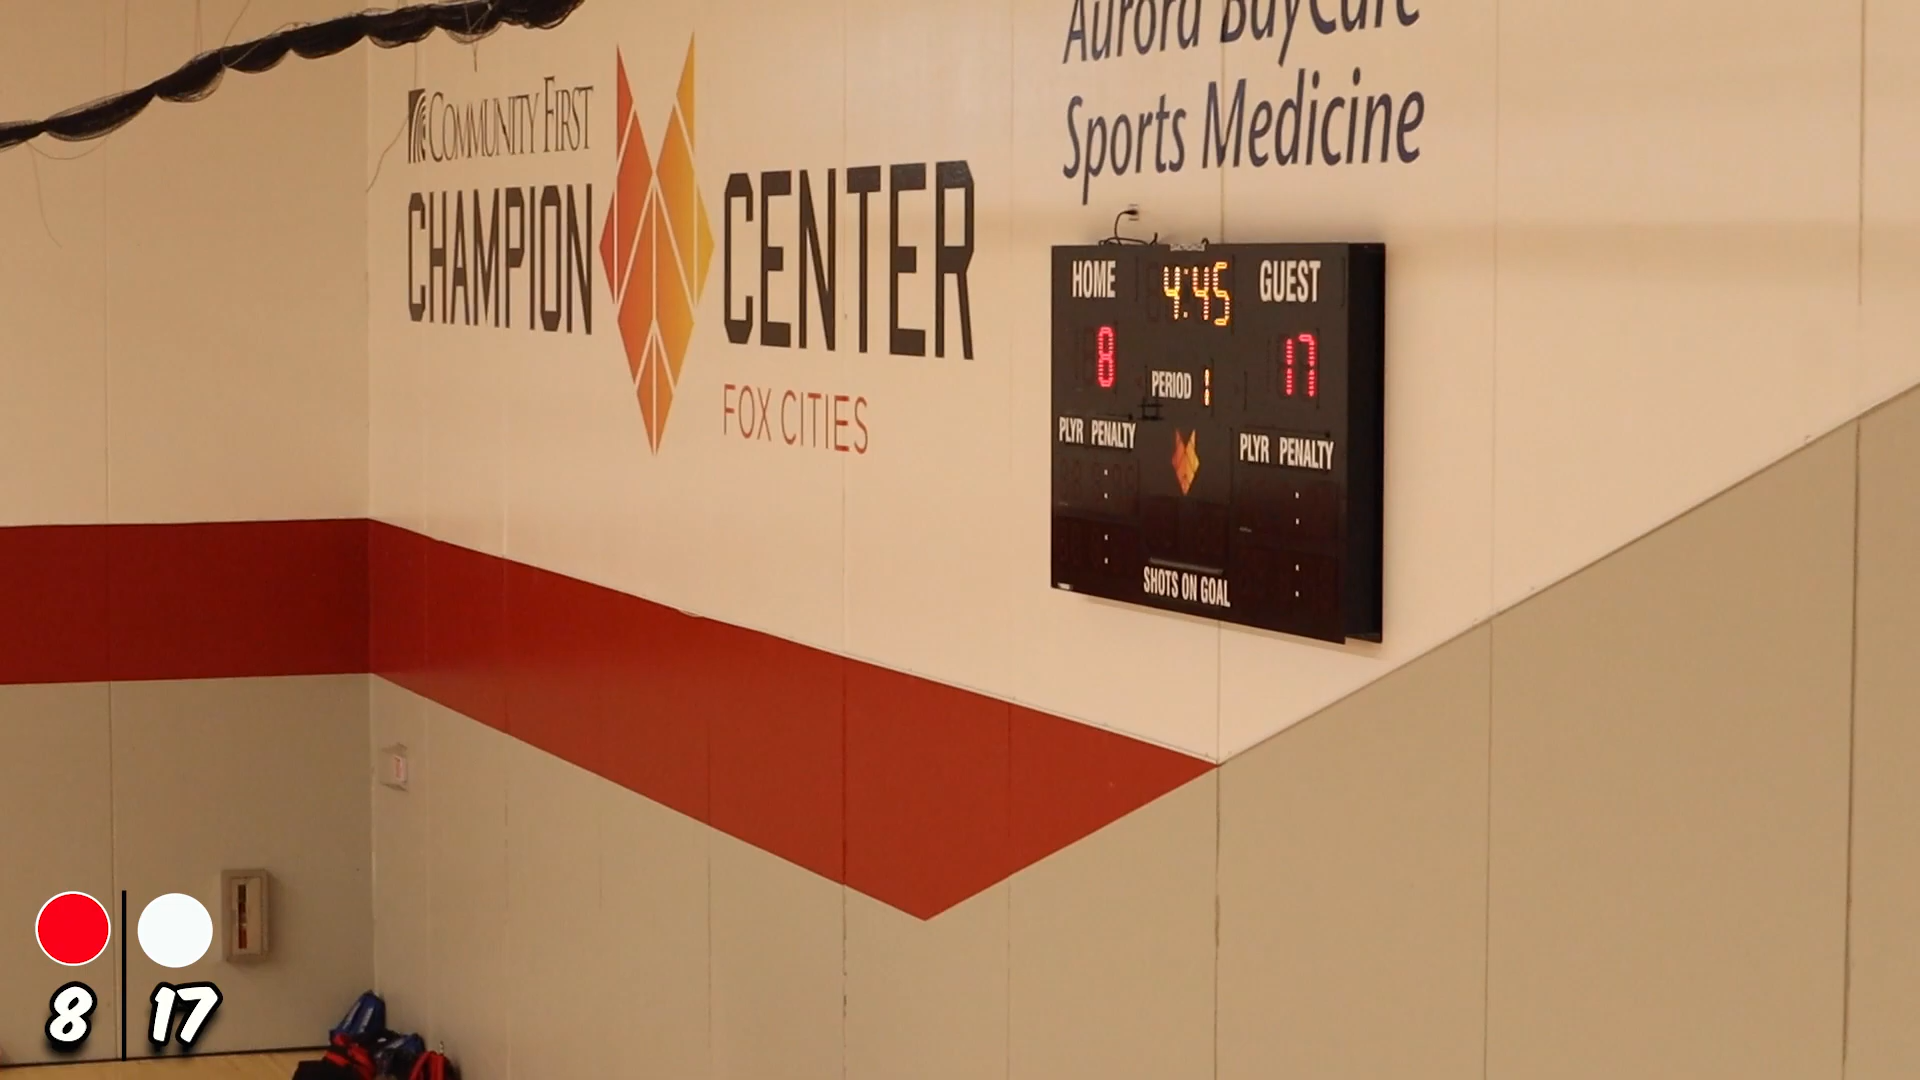 COMMUNITY FIRST
CHAMPION CENTER
FOX CITIES
Aurora BayCare
Sports Medicine
HOME 4:45 GUEST
8 17
PERIOD 1
PLYR PENALTY PLYR PENALTY
SHOTS ON GOAL
8 17